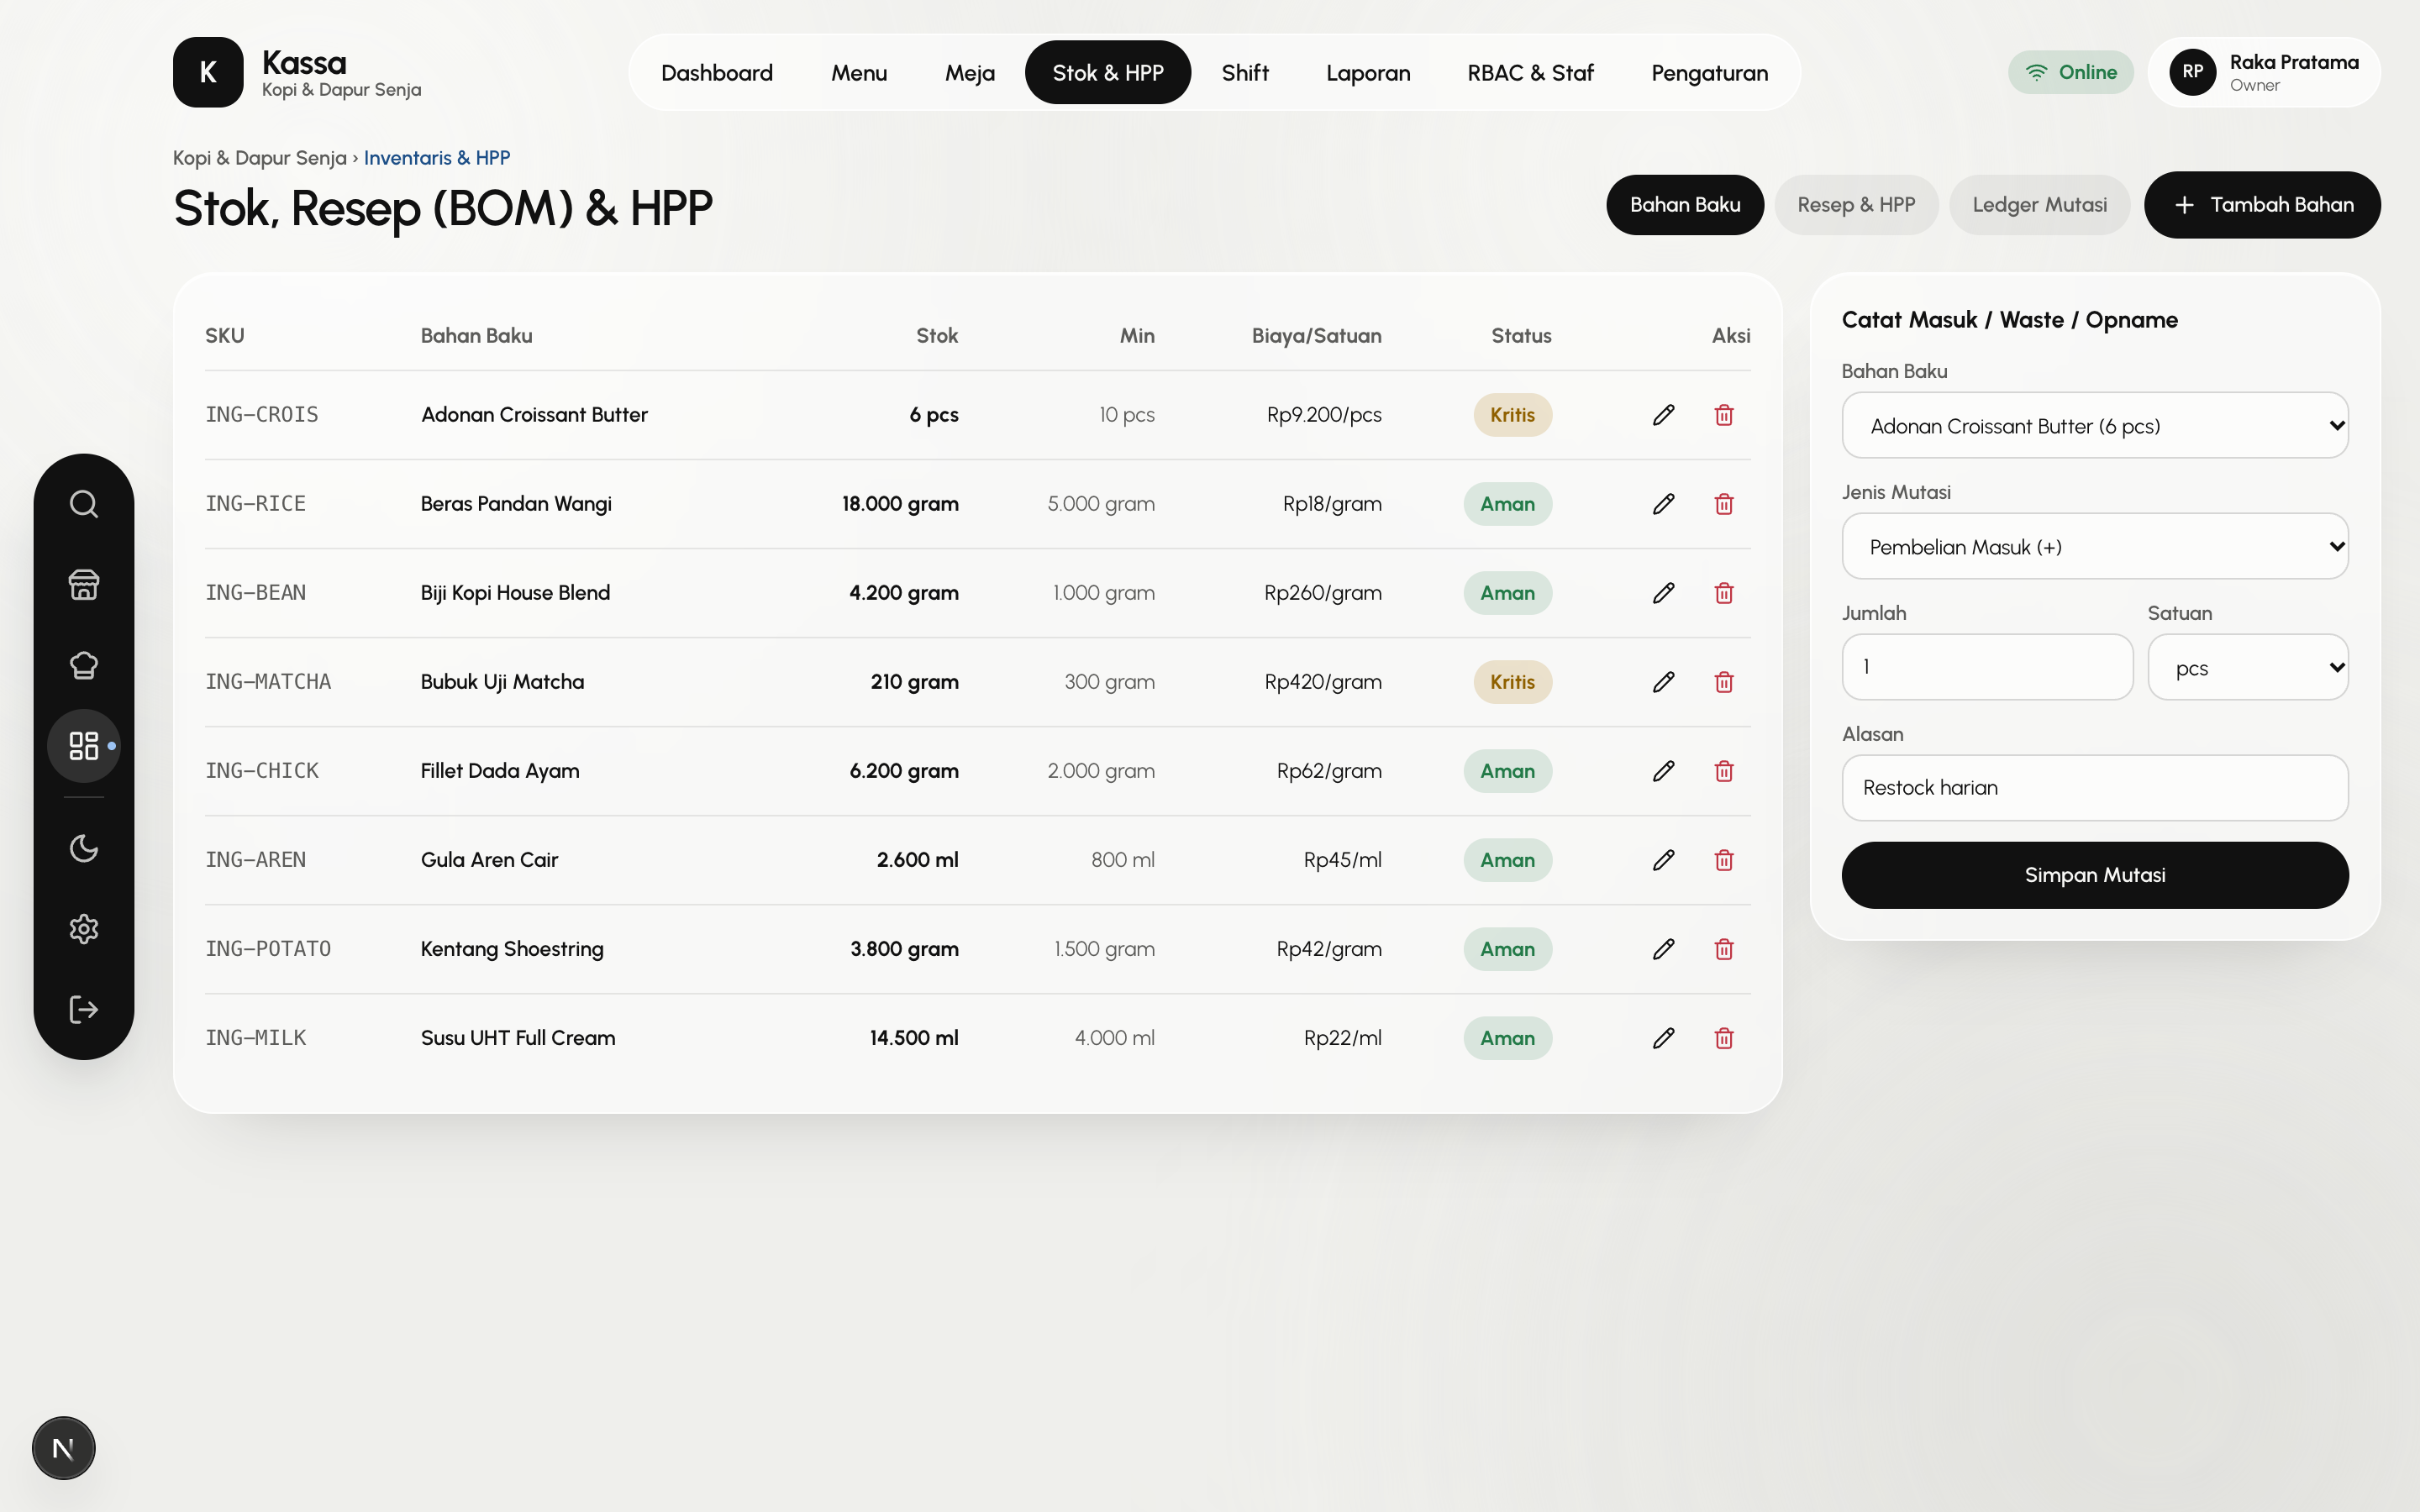 K
Kassa
Kopi & Dapur Senja
Dashboard Menu Meja Stok & HPP Shift Laporan RBAC & Staf Pengaturan
Online
RP
Raka Pratama
Owner
Kopi & Dapur Senja › Inventaris & HPP
Stok, Resep (BOM) & HPP
Bahan Baku Resep & HPP Ledger Mutasi + Tambah Bahan
SKU Bahan Baku Stok Min Biaya/Satuan Status Aksi
ING-CROIS Adonan Croissant Butter 6 pcs 10 pcs Rp9.200/pcs Kritis
ING-RICE Beras Pandan Wangi 18.000 gram 5.000 gram Rp18/gram Aman
ING-BEAN Biji Kopi House Blend 4.200 gram 1.000 gram Rp260/gram Aman
ING-MATCHA Bubuk Uji Matcha 210 gram 300 gram Rp420/gram Kritis
ING-CHICK Fillet Dada Ayam 6.200 gram 2.000 gram Rp62/gram Aman
ING-AREN Gula Aren Cair 2.600 ml 800 ml Rp45/ml Aman
ING-POTATO Kentang Shoestring 3.800 gram 1.500 gram Rp42/gram Aman
ING-MILK Susu UHT Full Cream 14.500 ml 4.000 ml Rp22/ml Aman
Catat Masuk / Waste / Opname
Bahan Baku
Adonan Croissant Butter (6 pcs)
Jenis Mutasi
Pembelian Masuk (+)
Jumlah Satuan
1 pcs
Alasan
Restock harian
Simpan Mutasi
N